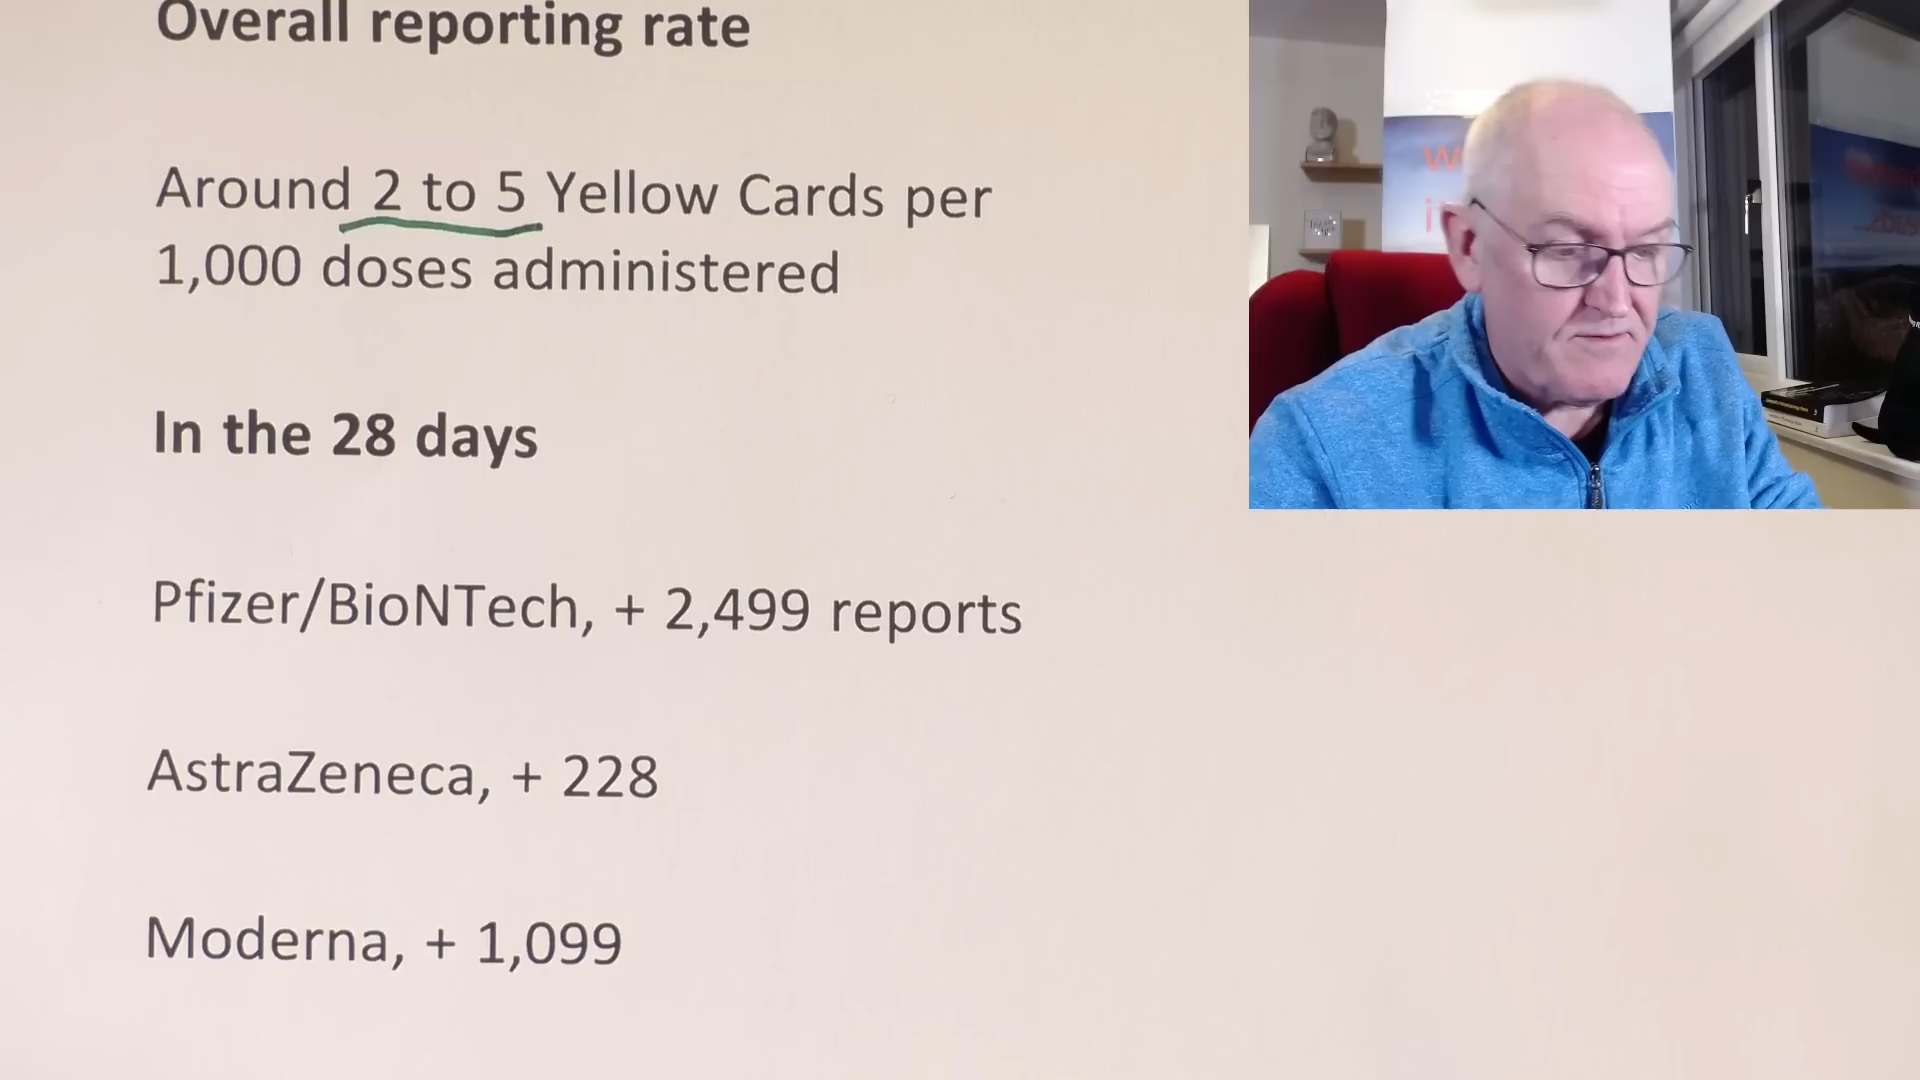 Overall reporting rate
Around 2 to 5 Yellow Cards per
1,000 doses administered
In the 28 days
Pfizer/BioNTech, + 2,499 reports
AstraZeneca, + 228
Moderna, + 1,099